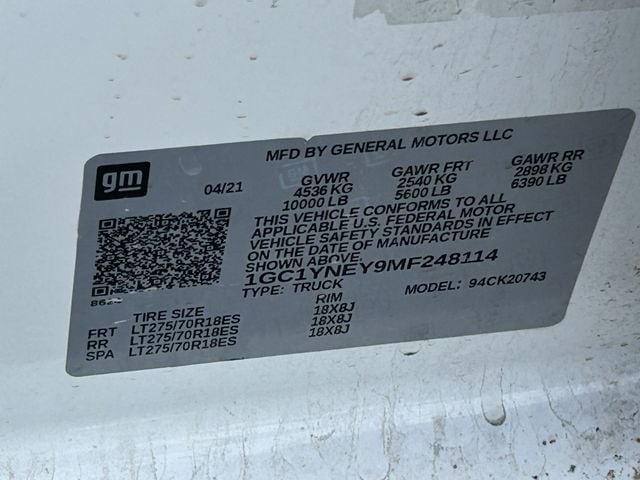 MFD BY GENERAL MOTORS LLC
gm
04/21
GVWR GAWR FRT GAWR RR
4536 KG 2540 KG 2898 KG
10000 LB 5600 LB 6390 LB
THIS VEHICLE CONFORMS TO ALL
APPLICABLE U.S. FEDERAL MOTOR
VEHICLE SAFETY STANDARDS IN EFFECT
ON THE DATE OF MANUFACTURE
SHOWN ABOVE.
1GC1YNEY9MF248114
TYPE: TRUCK MODEL: 94CK20743
TIRE SIZE RIM
FRT LT275/70R18ES 18X8J
RR LT275/70R18ES 18X8J
SPA LT275/70R18ES 18X8J